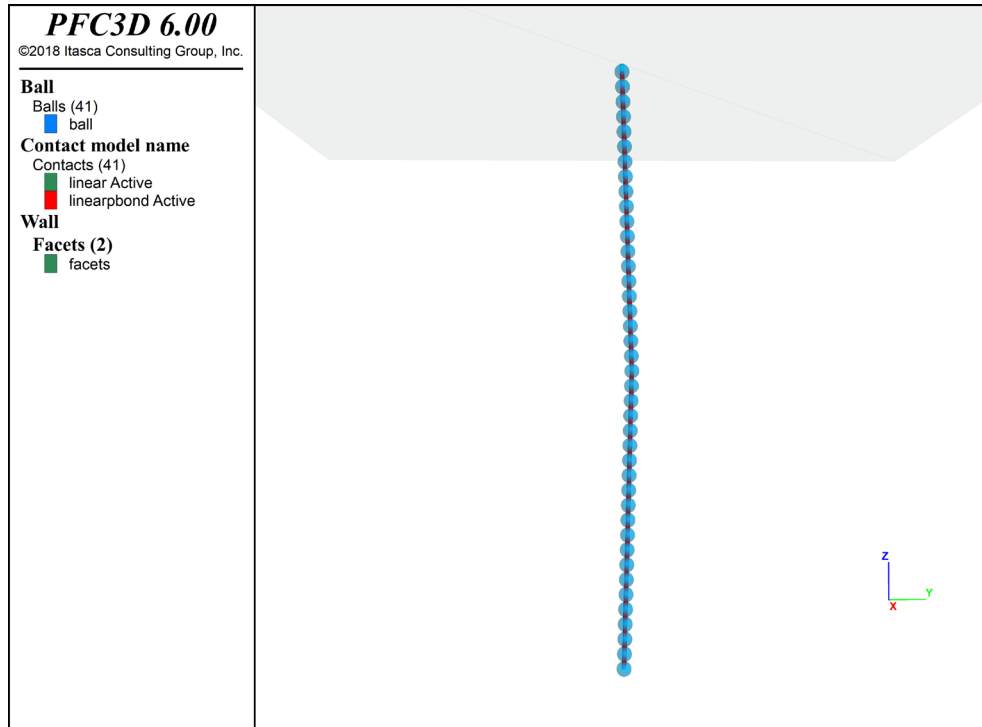 PFC3D 6.00
©2018 Itasca Consulting Group, Inc.
Ball
Balls (41)
ball
Contact model name
Contacts (41)
linear Active
linearpbond Active
Wall
Facets (2)
facets
Z
Y
X